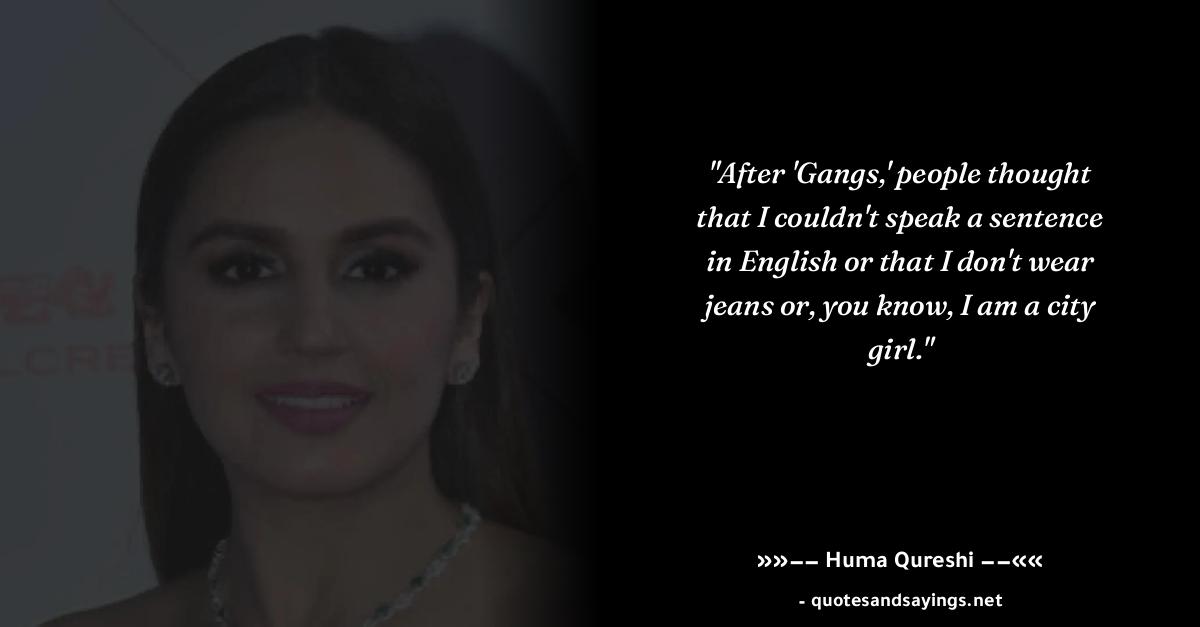 LCRE
"After 'Gangs,' people thought
that I couldn't speak a sentence
in English or that I don't wear
jeans or, you know, I am a city
girl."
»»–– Huma Qureshi ––««
- quotesandsayings.net